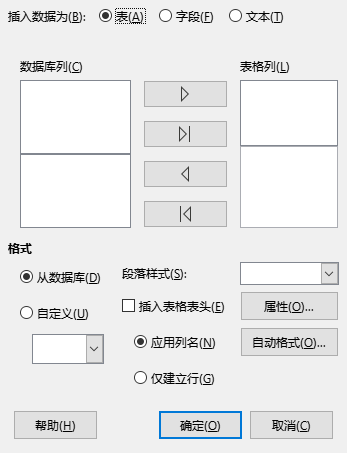 插入数据为(B): 表(A) 字段(F) 文本(T)
数据库列(C) 表格列(L)
格式
从数据库(D) 段落样式(S):
插入表格表头(E) 属性(O)...
自定义(U)
应用列名(N) 自动格式(O)...
仅建立行(G)
帮助(H) 确定(O) 取消(C)